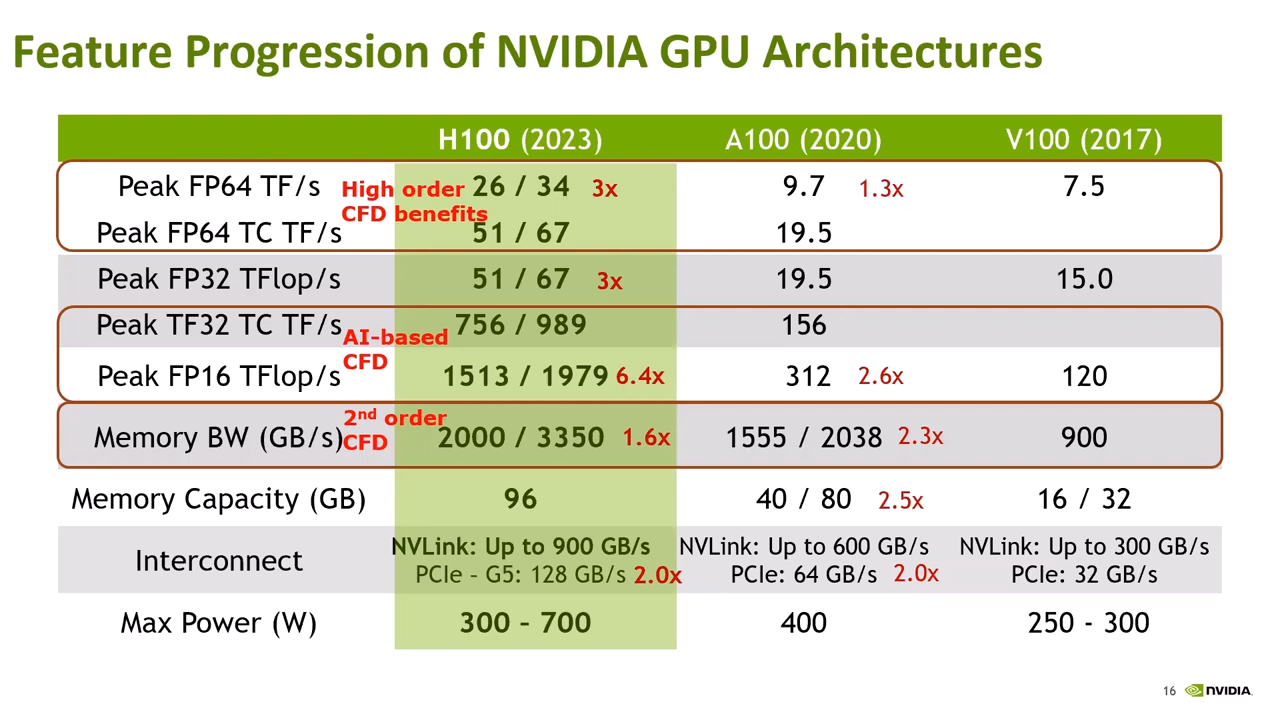 Feature Progression of NVIDIA GPU Architectures
H100 (2023) A100 (2020) V100 (2017)
Peak FP64 TF/s 26 / 34 3x 9.7 1.3x 7.5
High order
CFD benefits
Peak FP64 TC TF/s 51 / 67 19.5
Peak FP32 TFlop/s 51 / 67 3x 19.5 15.0
Peak TF32 TC TF/s 756 / 989 156
AI-based
CFD
Peak FP16 TFlop/s 1513 / 1979 6.4x 312 2.6x 120
2nd order
CFD
Memory BW (GB/s) 2000 / 3350 1.6x 1555 / 2038 2.3x 900
Memory Capacity (GB) 96 40 / 80 2.5x 16 / 32
Interconnect
NVLink: Up to 900 GB/s NVLink: Up to 600 GB/s NVLink: Up to 300 GB/s
PCIe – G5: 128 GB/s 2.0x PCIe: 64 GB/s 2.0x PCIe: 32 GB/s
Max Power (W) 300 – 700 400 250 - 300
16 NVIDIA.